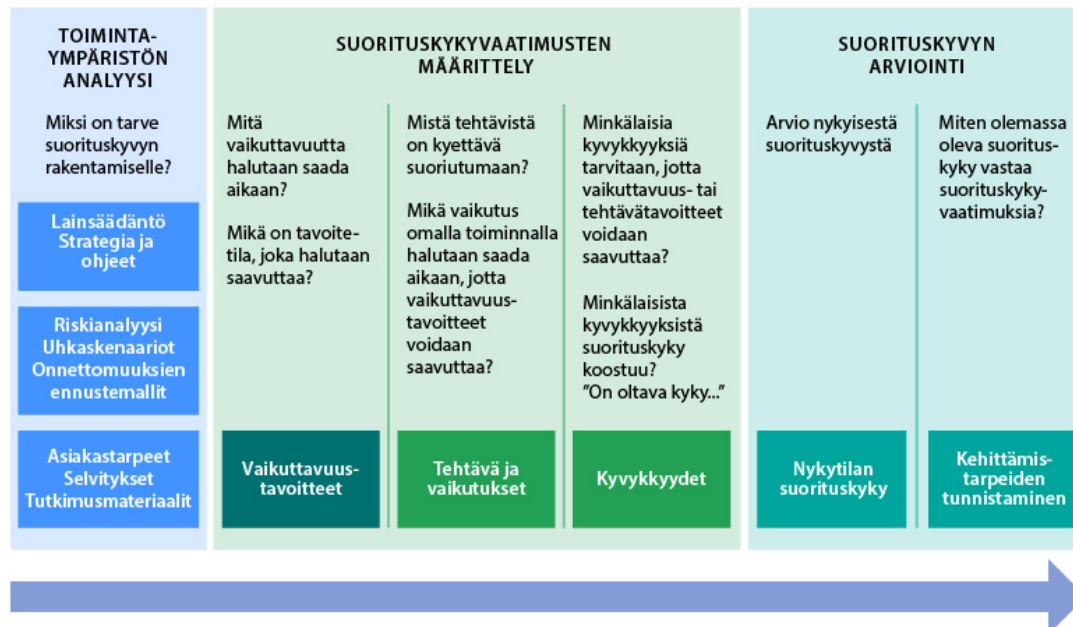 TOIMINTA-
YMPÄRISTÖN
ANALYYSI
Miksi on tarve
suorituskyvyn
rakentamiselle?
Lainsäädäntö
Strategia ja
ohjeet
Riskianalyysi
Uhkaskenaariot
Onnettomuuksien
ennustemallit
Asiakastarpeet
Selvitykset
Tutkimusmateriaalit
SUORITUSKYKYVAATIMUSTEN
MÄÄRITTELY
Mitä
vaikuttavuutta
halutaan saada
aikaan?
Mikä on tavoite-
tila, joka halutaan
saavuttaa?
Vaikuttavuus-
tavoitteet
Mistä tehtävistä
on kyettävä
suoriutumaan?
Mikä vaikutus
omalla toiminnalla
halutaan saada
aikaan, jotta
vaikuttavuus-
tavoitteet
voidaan
saavuttaa?
Tehtävä ja
vaikutukset
Minkälaisia
kyvykkyyksiä
tarvitaan, jotta
vaikuttavuus- tai
tehtävätavoitteet
voidaan
saavuttaa?
Minkälaisista
kyvykkyyksistä
suorituskyky
koostuu?
”On oltava kyky...”
Kyvykkyydet
SUORITUSKYVYN
ARVIOINTI
Arvio nykyisestä
suorituskyvystä
Nykytilan
suorituskyky
Miten olemassa
oleva suoritus-
kyky vastaa
suorituskyky-
vaatimuksia?
Kehittämis-
tarpeiden
tunnistaminen